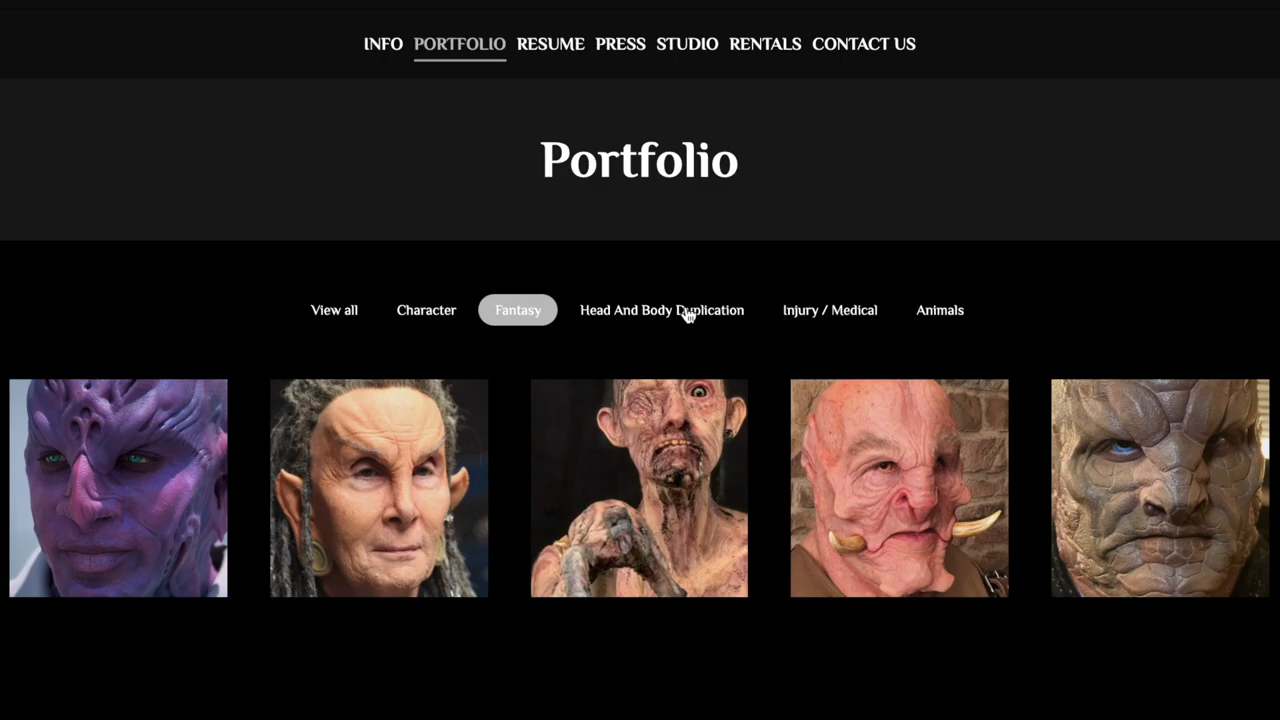 INFO PORTFOLIO RESUME PRESS STUDIO RENTALS CONTACT US
Portfolio
View all Character Fantasy Head And Body Duplication Injury / Medical Animals